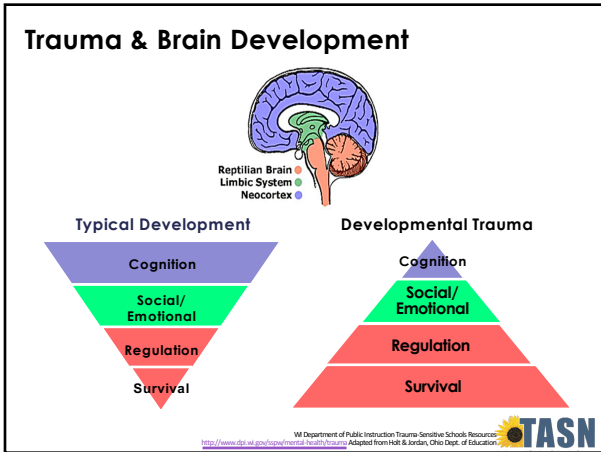 Trauma & Brain Development
Reptilian Brain
Limbic System
Neocortex
Typical Development
Cognition
Social/
Emotional
Regulation
Survival
Developmental Trauma
Cognition
Social/
Emotional
Regulation
Survival
WI Department of Public Instruction Trauma-Sensitive Schools Resources
http://www.dpi.wi.gov/sspw/mental-health/trauma Adapted from Holt & Jordan, Ohio Dept. of Education
TASN